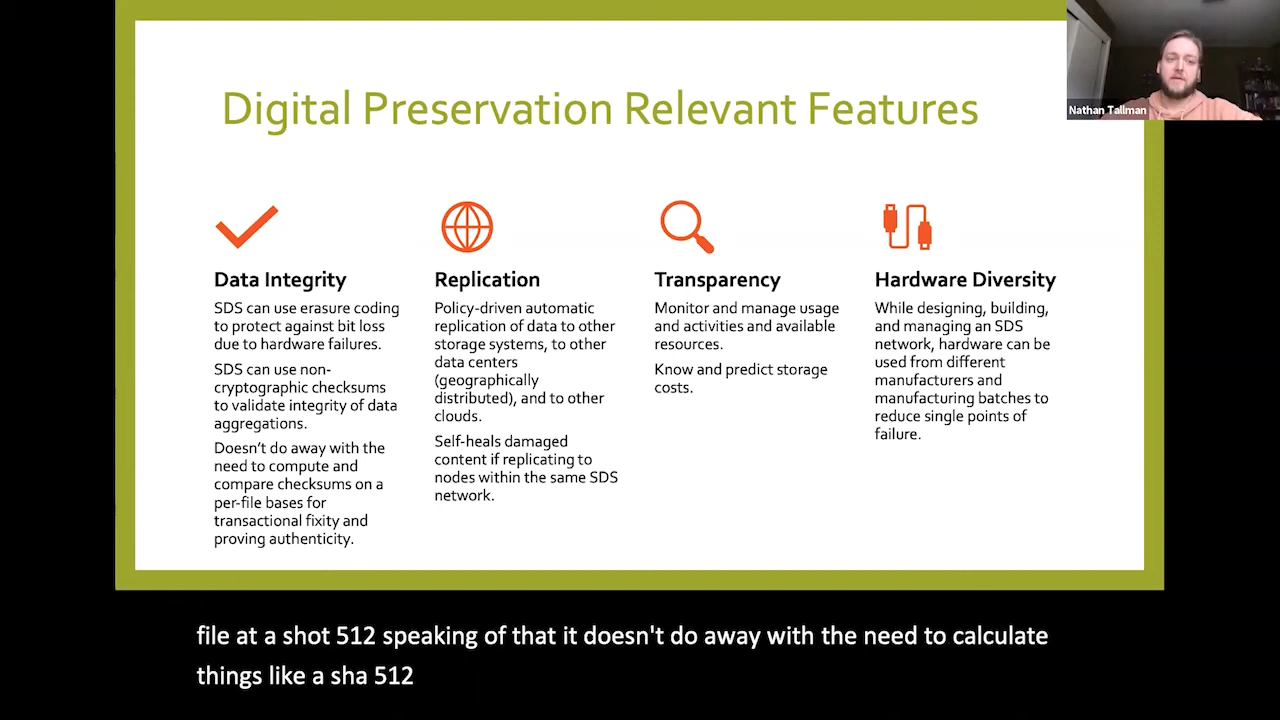 Digital Preservation Relevant Features
Nathan Tallman
Data Integrity
SDS can use erasure coding
to protect against bit loss
due to hardware failures.
SDS can use non-
cryptographic checksums
to validate integrity of data
aggregations.
Doesn't do away with the
need to compute and
compare checksums on a
per-file bases for
transactional fixity and
proving authenticity.
Replication
Policy-driven automatic
replication of data to other
storage systems, to other
data centers
(geographically
distributed), and to other
clouds.
Self-heals damaged
content if replicating to
nodes within the same SDS
network.
Transparency
Monitor and manage usage
and activities and available
resources.
Know and predict storage
costs.
Hardware Diversity
While designing, building,
and managing an SDS
network, hardware can be
used from different
manufacturers and
manufacturing batches to
reduce single points of
failure.
file at a shot 512 speaking of that it doesn't do away with the need to calculate
things like a sha 512